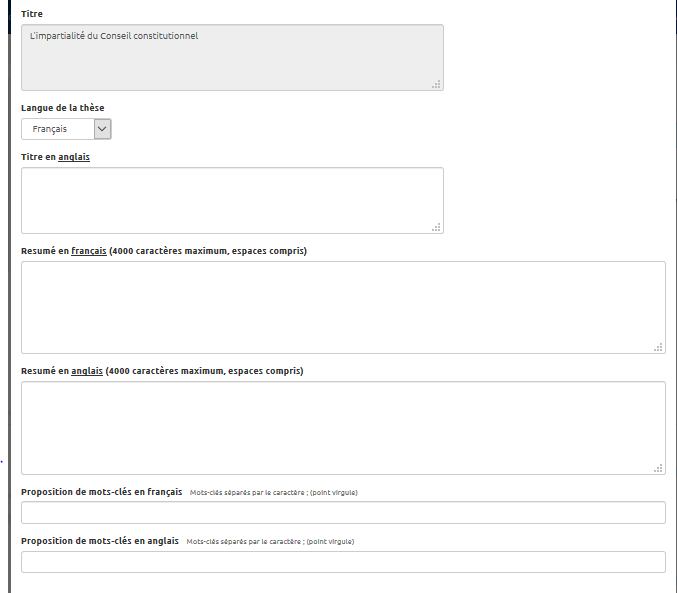 Titre
L'impartialité du Conseil constitutionnel
Langue de la thèse
Français
Titre en anglais
Resumé en français (4000 caractères maximum, espaces compris)
Resumé en anglais (4000 caractères maximum, espaces compris)
Proposition de mots-clés en français Mots-clés séparés par le caractère ; (point virgule)
Proposition de mots-clés en anglais Mots-clés séparés par le caractère ; (point virgule)